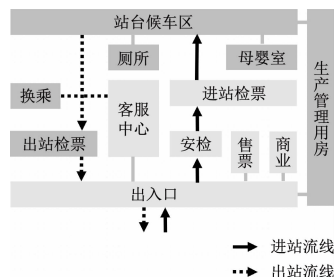 站台候车区
厕所
母婴室
换乘
客服
中心
进站检票
出站检票
安检
售
票
商
业
生
产
管
理
用
房
出入口
进站流线
出站流线